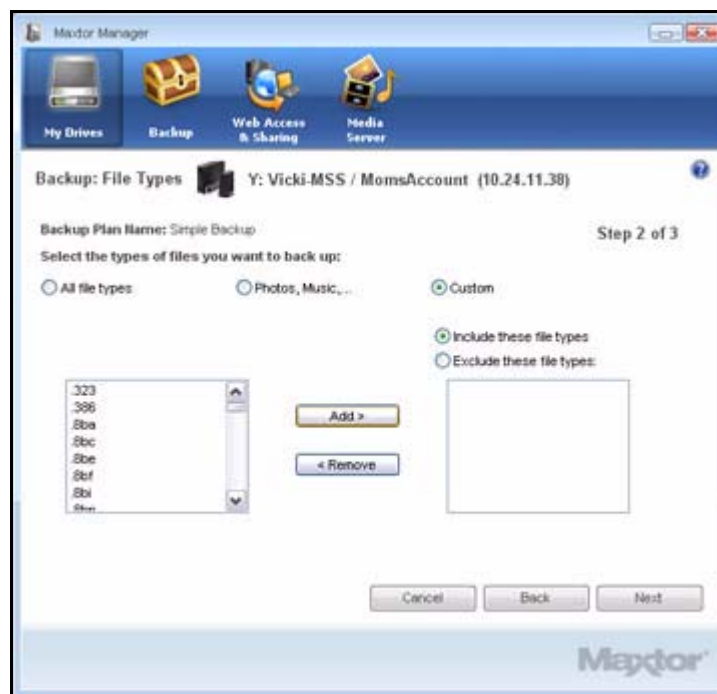 Maxtor Manager
My Drives
Backup
Web Access
& Sharing
Media
Server
Backup: File Types
Y: Vicki-MSS / MomsAccount (10.24.11.38)
Backup Plan Name: Simple Backup
Step 2 of 3
Select the types of files you want to back up:
All file types
Photos, Music,...
Custom
Include these file types
Exclude these file types:
.323
.386
.8ba
.8bc
.8be
.8bf
.8bi
Add >
< Remove
Cancel
Back
Next
Maxtor